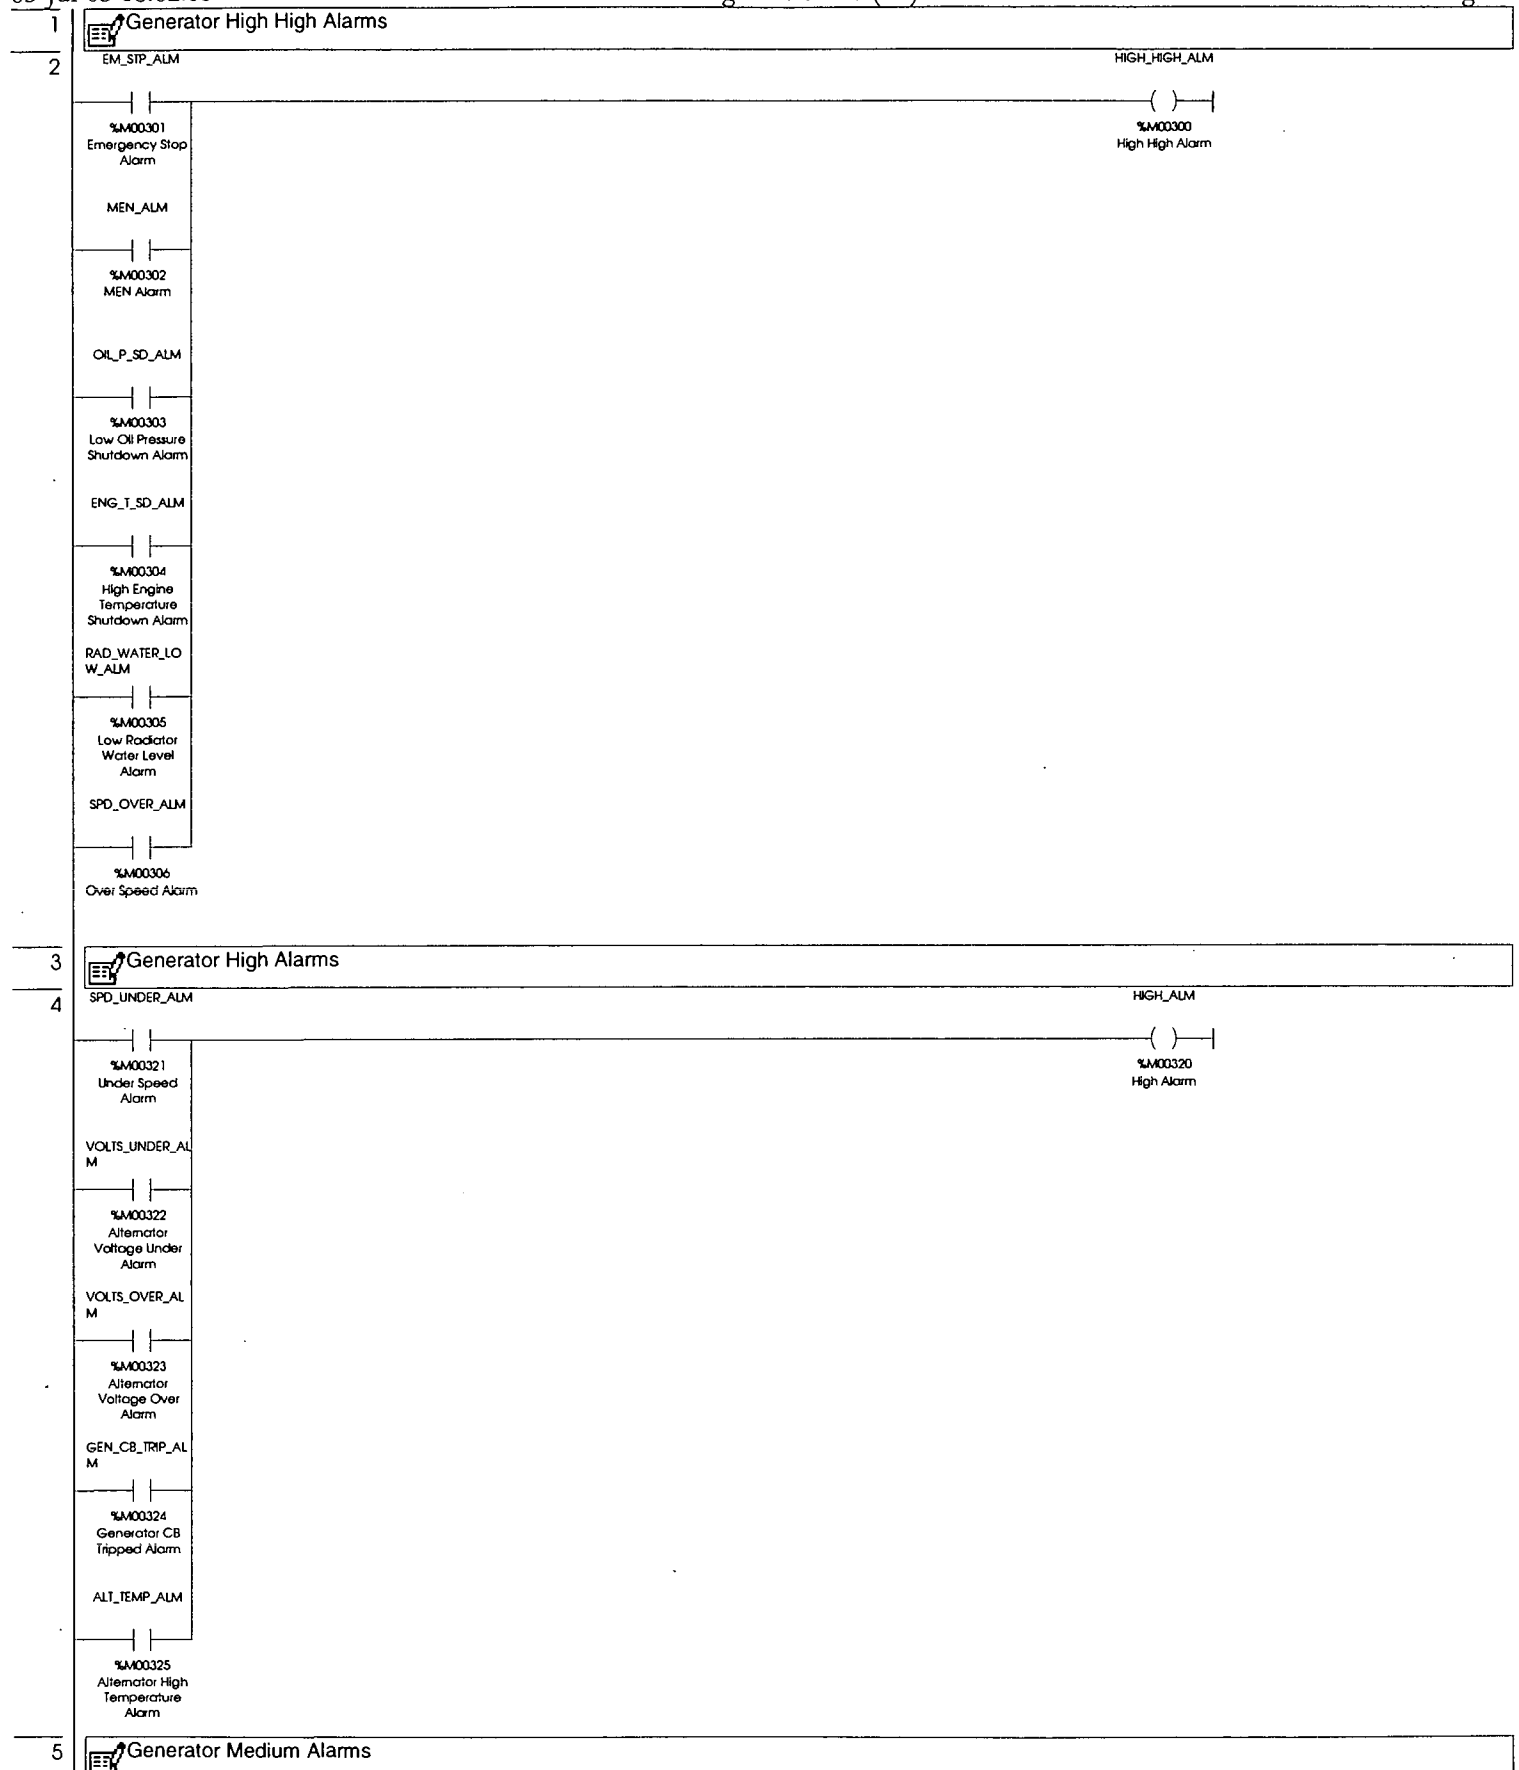 1
Generator High High Alarms
2
EM_STP_ALM
HIGH_HIGH_ALM
%M00301
Emergency Stop
Alarm
%M00300
High High Alarm
MEN_ALM
%M00302
MEN Alarm
OIL_P_SD_ALM
%M00303
Low Oil Pressure
Shutdown Alarm
ENG_T_SD_ALM
%M00304
High Engine
Temperature
Shutdown Alarm
RAD_WATER_LO
W_ALM
%M00305
Low Radiator
Water Level
Alarm
SPD_OVER_ALM
%M00306
Over Speed Alarm
3
Generator High Alarms
4
SPD_UNDER_ALM
HIGH_ALM
%M00321
Under Speed
Alarm
%M00320
High Alarm
VOLTS_UNDER_AL
M
%M00322
Alternator
Voltage Under
Alarm
VOLTS_OVER_AL
M
%M00323
Alternator
Voltage Over
Alarm
GEN_CB_TRIP_AL
M
%M00324
Generator CB
Tripped Alarm
ALT_TEMP_ALM
%M00325
Alternator High
Temperature
Alarm
5
Generator Medium Alarms